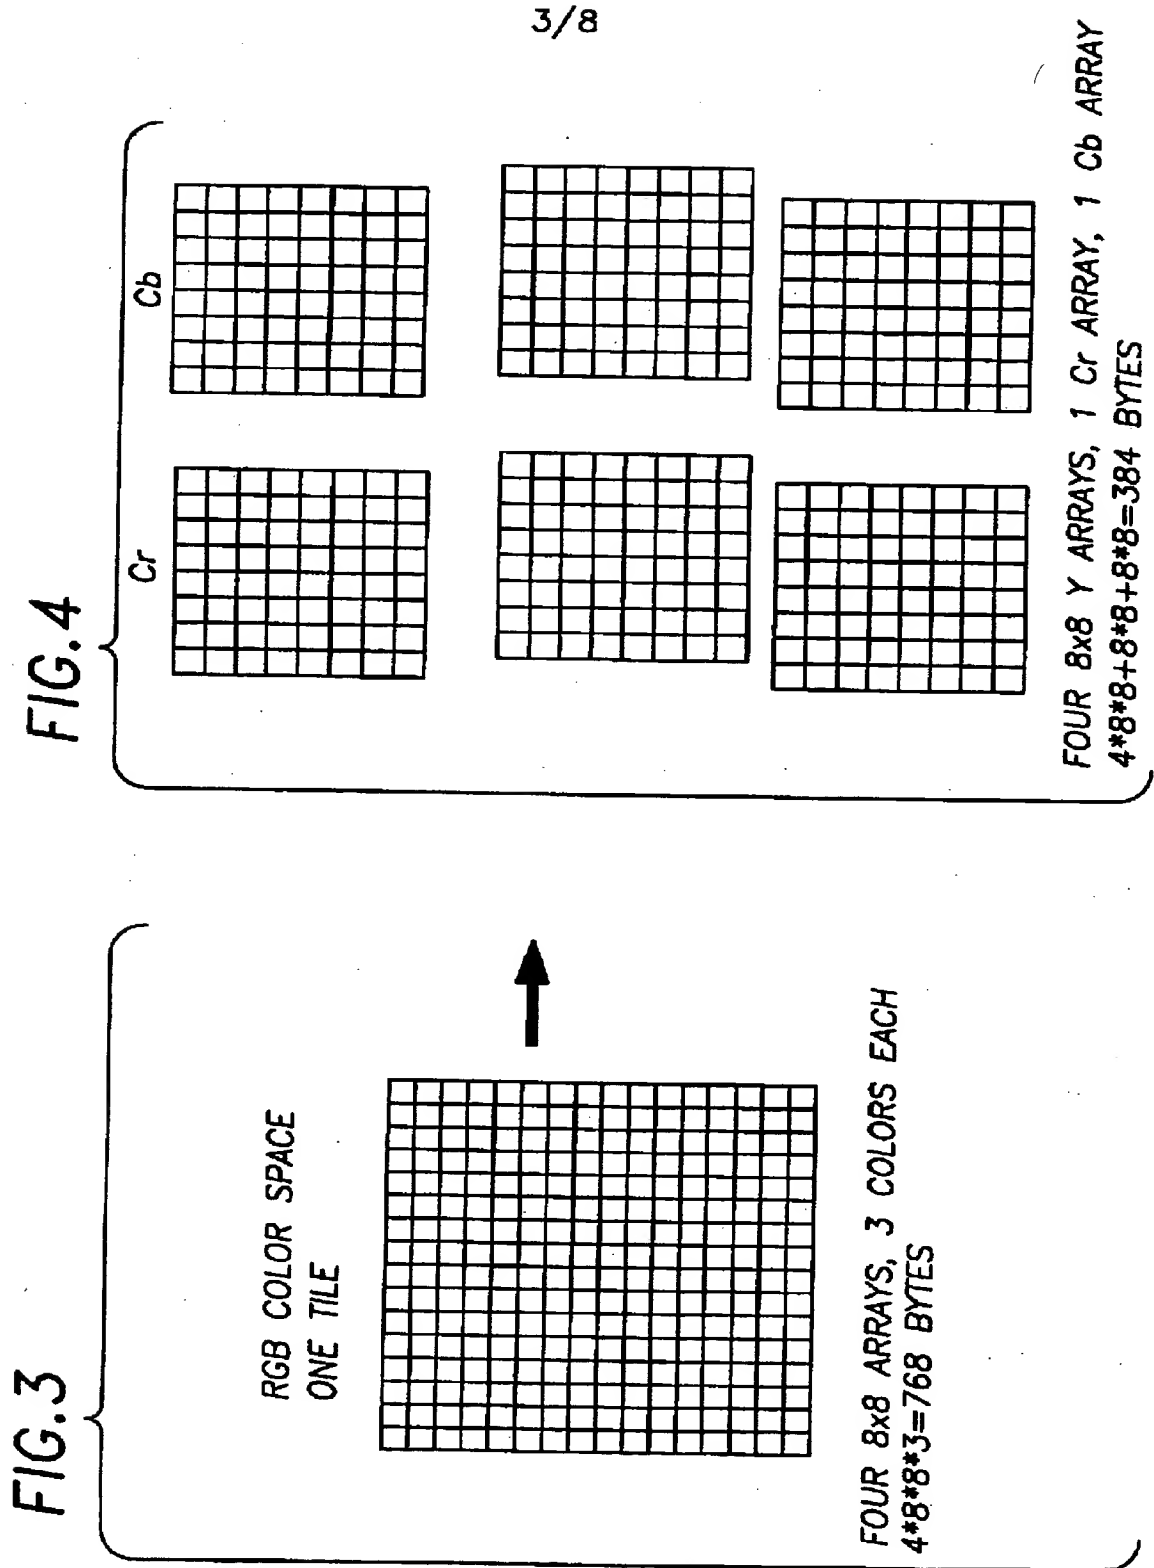 3/8
FIG.3
RGB COLOR SPACE
ONE TILE
FOUR 8x8 ARRAYS, 3 COLORS EACH
4*8*8*3=768 BYTES
FIG.4
Cr
Cb
FOUR 8x8 Y ARRAYS, 1 Cr ARRAY, 1 Cb ARRAY
4*8*8+8*8+8*8=384 BYTES